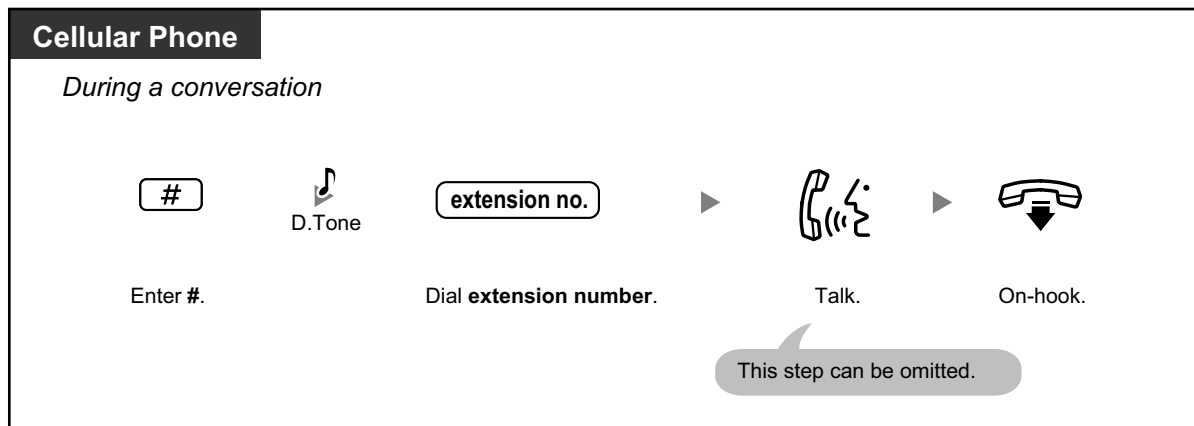 Cellular Phone
During a conversation
#
D.Tone
extension no.
Enter #.
Dial extension number.
Talk.
On-hook.
This step can be omitted.